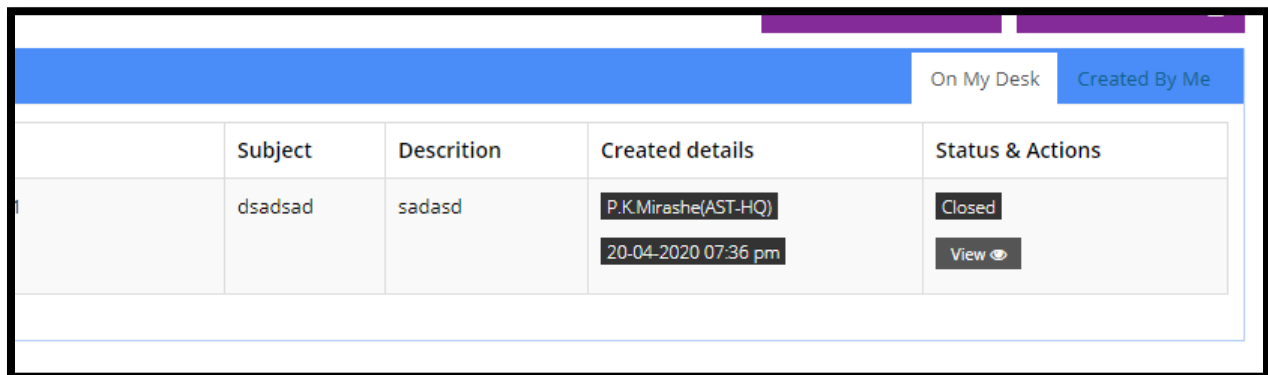 On My Desk Created By Me
Subject Descrition Created details Status & Actions
dsadsad sadasd P.K.Mirashe(AST-HQ) Closed
20-04-2020 07:36 pm View